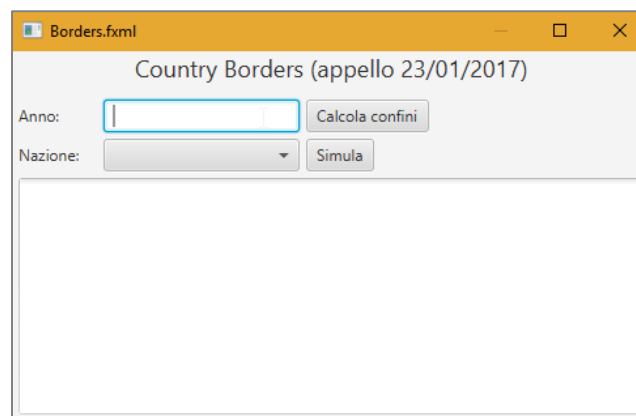 Borders.fxml
Country Borders (appello 23/01/2017)
Anno: Calcola confini
Nazione: Simula